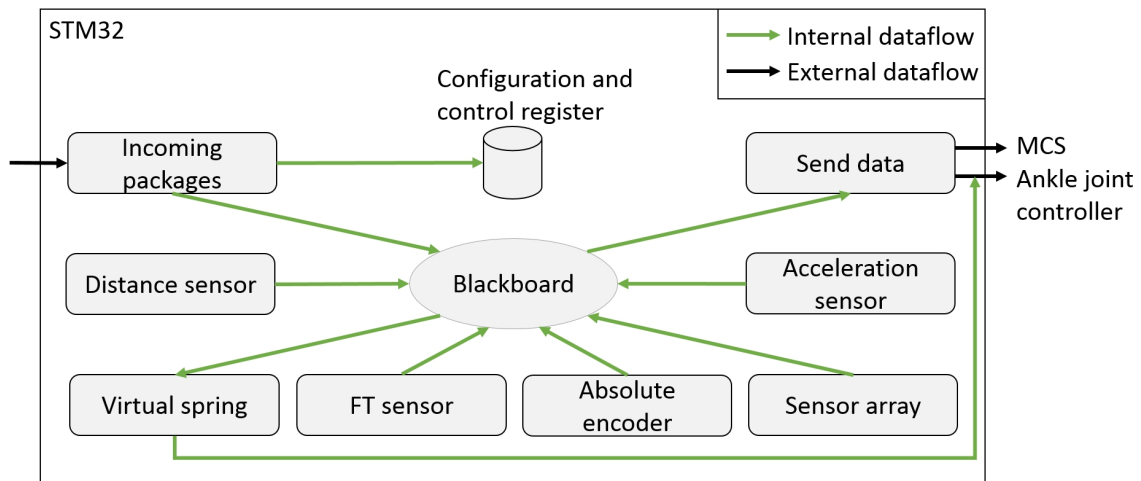 STM32
Internal dataflow
External dataflow
Configuration and
control register
Incoming
packages
Send data
MCS
Ankle joint
controller
Distance sensor
Blackboard
Acceleration
sensor
Virtual spring
FT sensor
Absolute
encoder
Sensor array